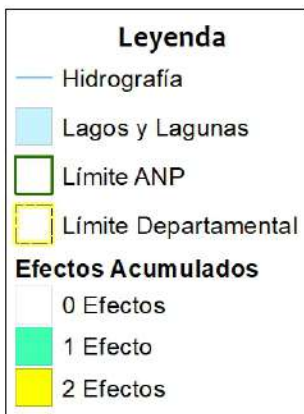 Leyenda
Hidrografía
Lagos y Lagunas
Límite ANP
Límite Departamental
Efectos Acumulados
0 Efectos
1 Efecto
2 Efectos